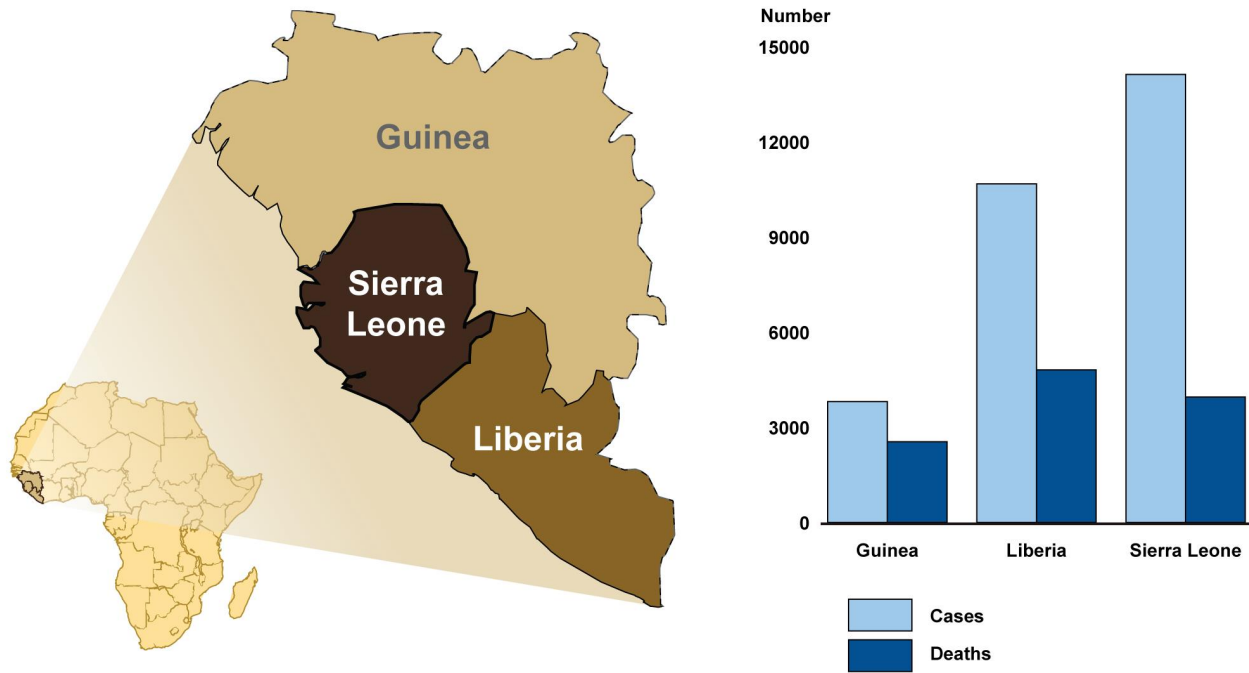 Guinea
Sierra
Leone
Liberia
Number
15000
12000
9000
6000
3000
0
Guinea
Liberia
Sierra Leone
Cases
Deaths